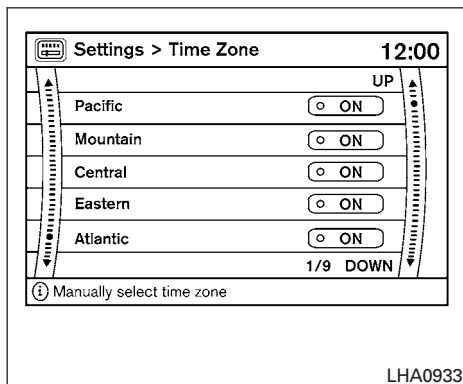 Settings > Time Zone 12:00
UP
Pacific ON
Mountain ON
Central ON
Eastern ON
Atlantic ON
1/9 DOWN
i Manually select time zone
LHA0933